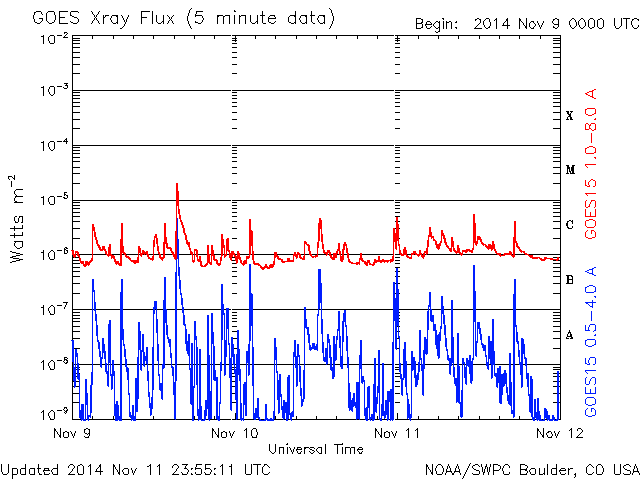 GOES Xray Flux (5 minute data)
Begin: 2014 Nov 9 0000 UTC
10⁻²
10⁻³
10⁻⁴
10⁻⁵
10⁻⁶
10⁻⁷
10⁻⁸
10⁻⁹
Watts m⁻²
X
M
C
B
A
GOES15 1.0-8.0 A
GOES15 0.5-4.0 A
Nov 9
Nov 10
Nov 11
Nov 12
Universal Time
Updated 2014 Nov 11 23:55:11 UTC
NOAA/SWPC Boulder, CO USA